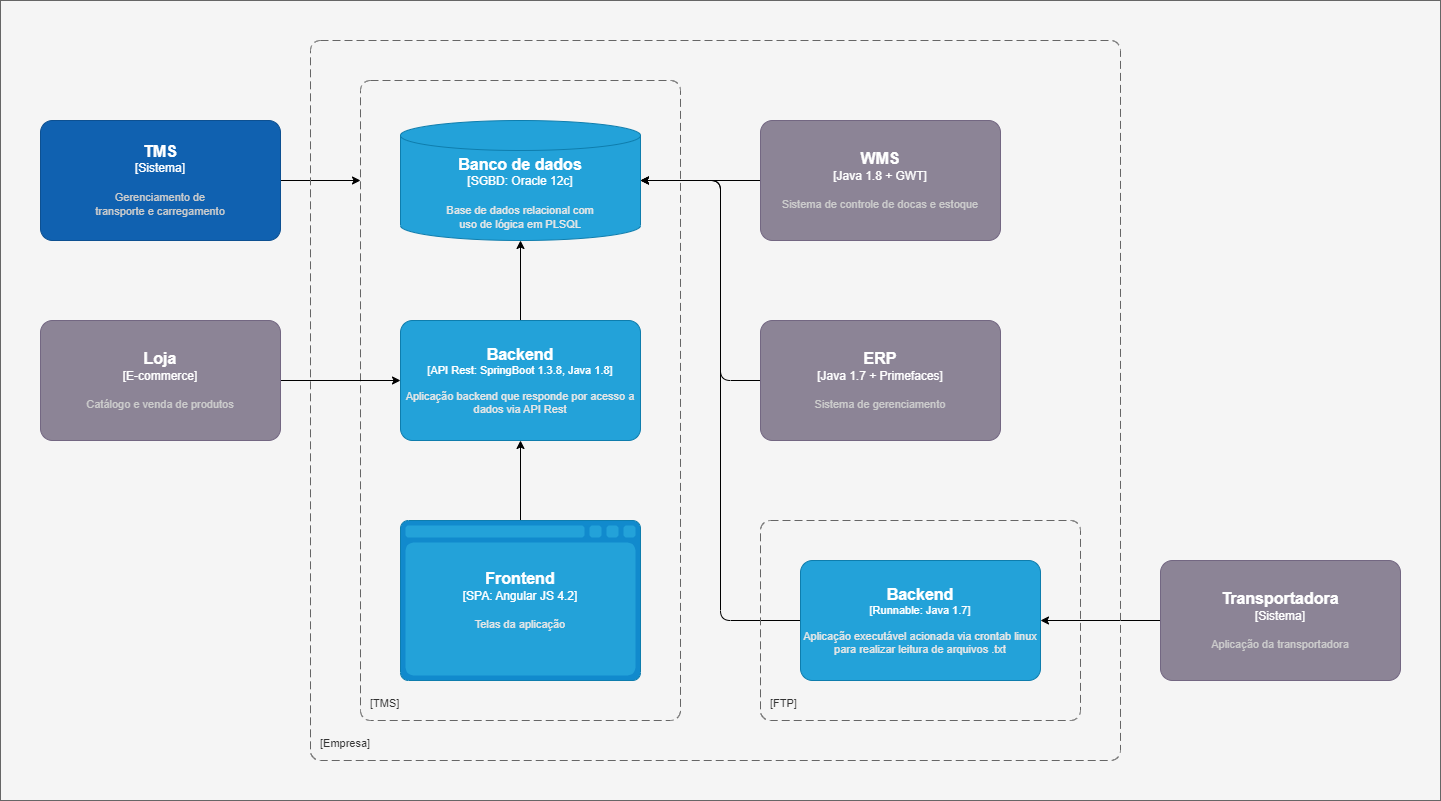 TMS
[Sistema]
Gerenciamento de
transporte e carregamento
Banco de dados
[SGBD: Oracle 12c]
Base de dados relacional com
uso de lógica em PLSQL
WMS
[Java 1.8 + GWT]
Sistema de controle de docas e estoque
Loja
[E-commerce]
Catálogo e venda de produtos
Backend
[API Rest: SpringBoot 1.3.8, Java 1.8]
Aplicação backend que responde por acesso a
dados via API Rest
ERP
[Java 1.7 + Primefaces]
Sistema de gerenciamento
Frontend
[SPA: Angular JS 4.2]
Telas da aplicação
Backend
[Runnable: Java 1.7]
Aplicação executável acionada via crontab linux
para realizar leitura de arquivos .txt
Transportadora
[Sistema]
Aplicação da transportadora
[TMS]
[FTP]
[Empresa]